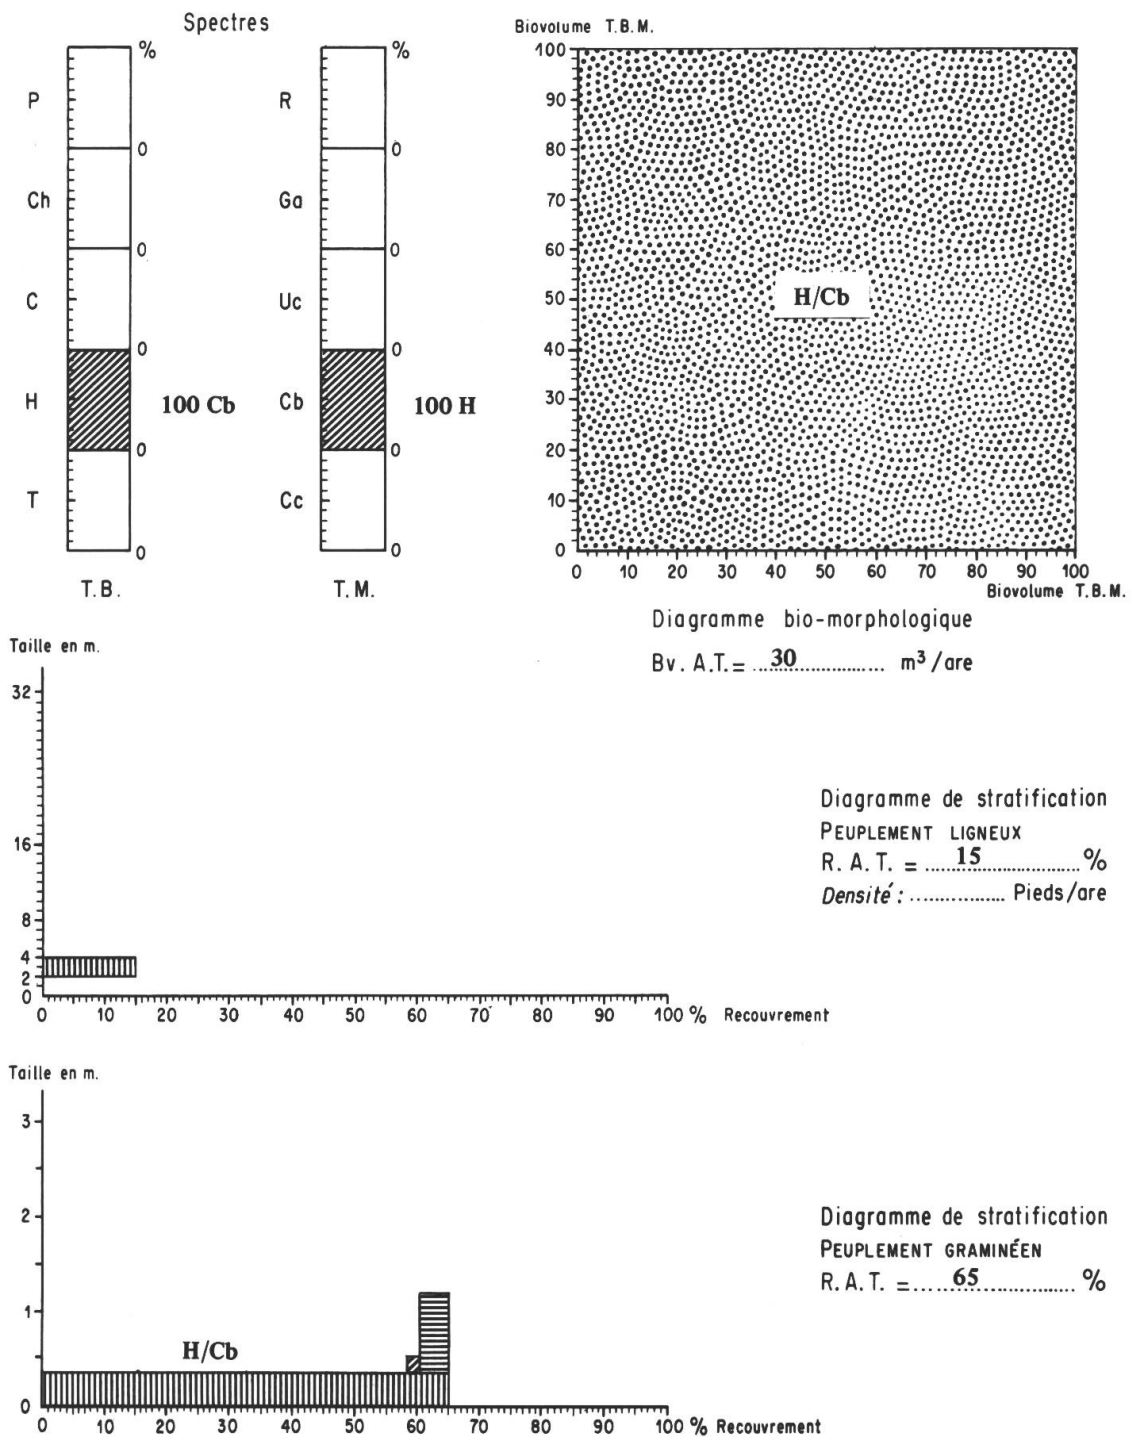 Spectres
%
P
0
Ch
0
C
0
H
100 Cb
0
T
0
T.B.
%
R
0
Ga
0
Uc
0
Cb
100 H
0
Cc
0
T.M.
Biovolume T.B.M.
100
90
80
70
60
50
40
30
20
10
0
H/Cb
0 10 20 30 40 50 60 70 80 90 100
Biovolume T.B.M.
Diagramme bio-morphologique
Bv. A.T. = ...30............... m³/are
Taille en m.
32
16
8
4
2
0
0 10 20 30 40 50 60 70 80 90 100 % Recouvrement
Diagramme de stratification
PEUPLEMENT LIGNEUX
R. A. T. = ......15.................. %
Densité : ................ Pieds/are
Taille en m.
3
2
1
0
H/Cb
0 10 20 30 40 50 60 70 80 90 100 % Recouvrement
Diagramme de stratification
PEUPLEMENT GRAMINÉEN
R.A.T. = ......65................ %